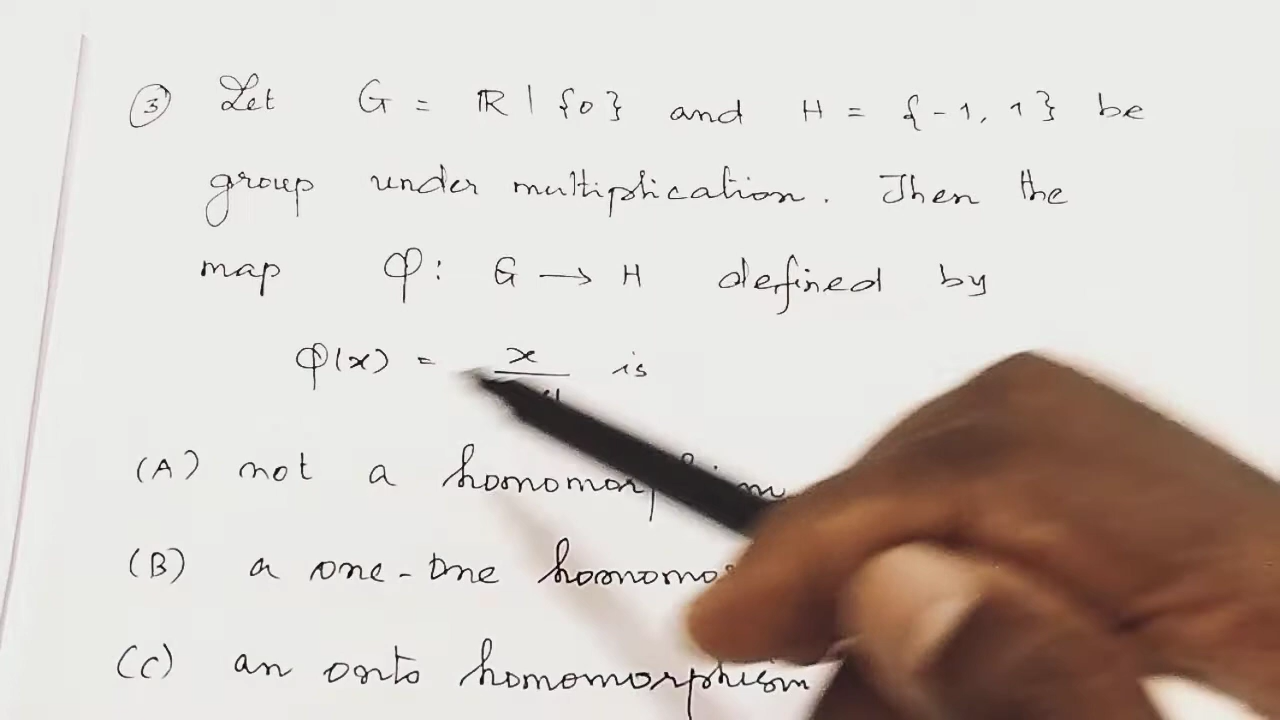 ③ Let G = ℝ | {0} and H = {-1, 1} be
group under multiplication. Then the
map φ: G → H defined by
φ(x) = x is
(A) not a homomorphism
(B) a one-one
(C) an onto homomorphism